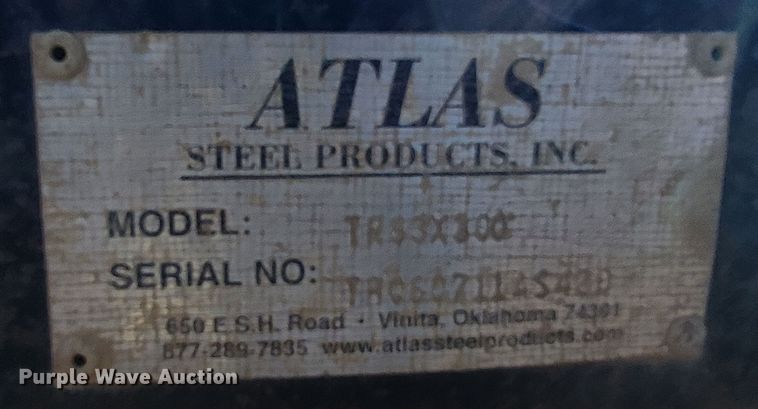 ATLAS
STEEL PRODUCTS, INC.
MODEL:
SERIAL NO:
650 E.S.H. Road · Vinita, Oklahoma 74301
877-289-7835 www.atlassteelproducts.com
Purple Wave Auction